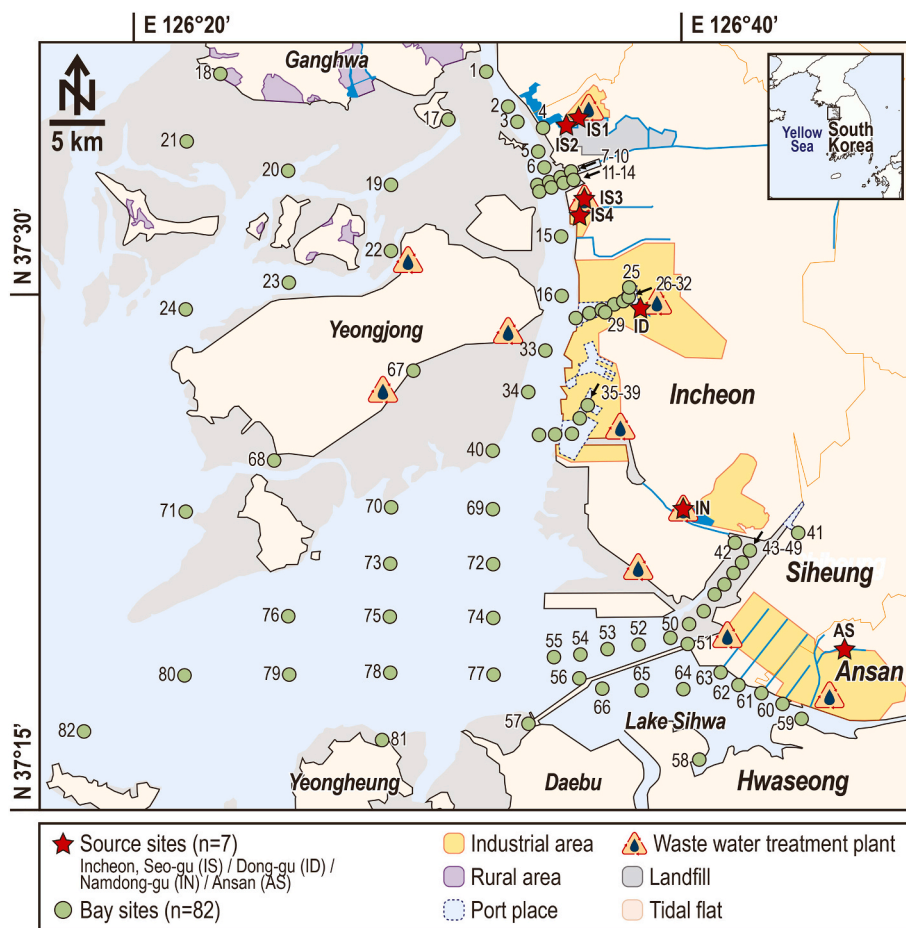 E 126°20’
E 126°40’
Ganghwa
N
5 km
18
1
2
3
4
17
IS1
IS2
21
5
6
7-10
11-14
20
19
IS3
IS4
N 37°30’
15
22
23
24
16
25
26-32
29
ID
Yeongjong
33
67
34
35-39
Incheon
40
68
71
70
69
IN
42
43-49
41
Siheung
73
72
76
75
74
50
51
52
53
54
55
AS
Ansan
80
79
78
77
56
66
65
64
63
62
61
60
59
57
58
Lake Sihwa
82
81
N 37°15’
Yeongheung
Daebu
Hwaseong
Yellow
Sea
South
Korea
Source sites (n=7)
Incheon, Seo-gu (IS) / Dong-gu (ID) /
Namdong-gu (IN) / Ansan (AS)
Bay sites (n=82)
Industrial area
Rural area
Port place
Waste water treatment plant
Landfill
Tidal flat